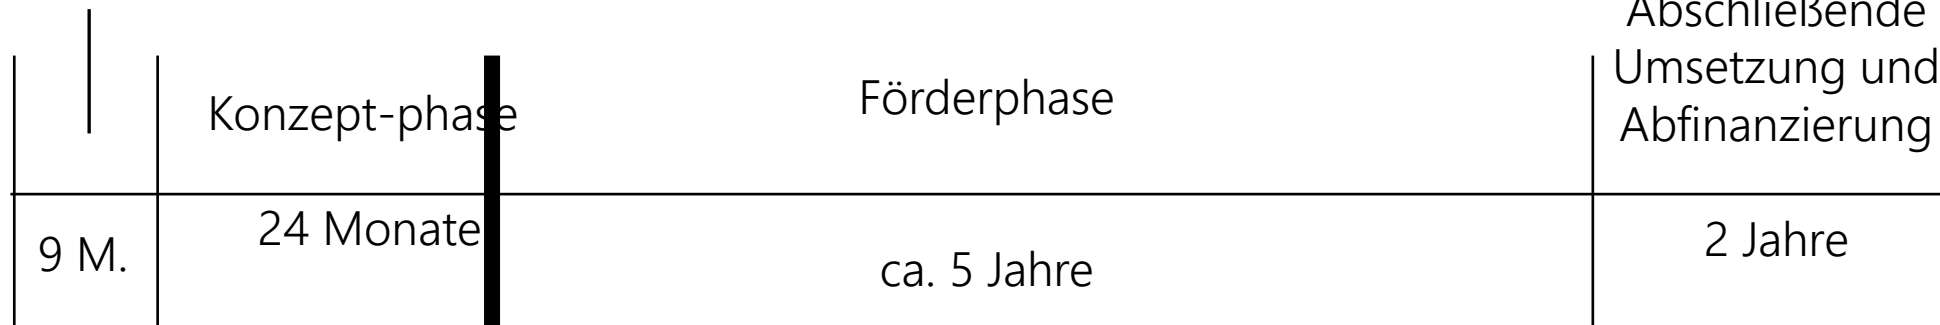 Konzept-phase
Förderphase
Abschließende
Umsetzung und
Abfinanzierung
9 M.
24 Monate
ca. 5 Jahre
2 Jahre